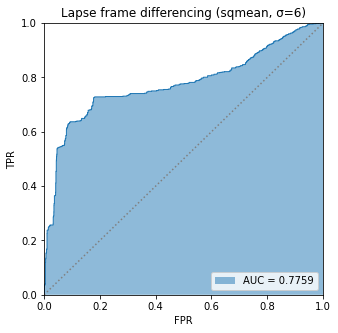 Lapse frame differencing (sqmean, σ=6)
TPR
1.0
0.8
0.6
0.4
0.2
0.0
0.0 0.2 0.4 0.6 0.8 1.0
FPR
AUC = 0.7759